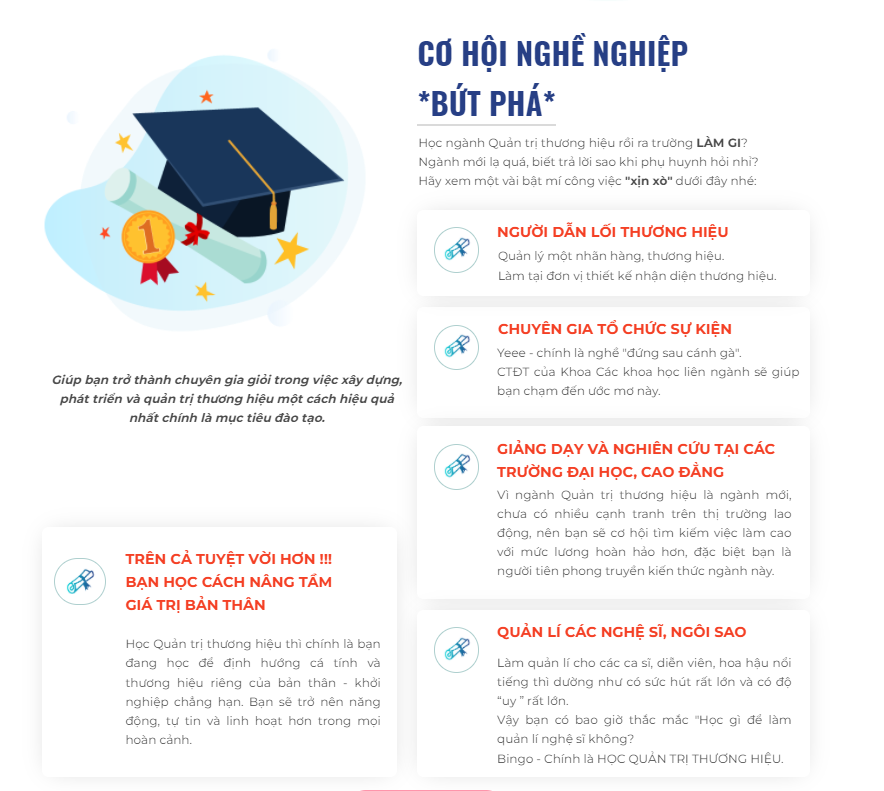 CƠ HỘI NGHỀ NGHIỆP
*BỨT PHÁ*
Học ngành Quản trị thương hiệu rồi ra trường LÀM GI?
Ngành mới lạ quá, biết trả lời sao khi phụ huynh hỏi nhỉ?
Hãy xem một vài bật mí công việc "xịn xò" dưới đây nhé:
NGƯỜI DẪN LỐI THƯƠNG HIỆU
Quản lý một nhãn hàng, thương hiệu.
Làm tại đơn vị thiết kế nhận diện thương hiệu.
CHUYÊN GIA TỔ CHỨC SỰ KIỆN
Yeee - chính là nghề "đứng sau cánh gà".
CTĐT của Khoa Các khoa học liên ngành sẽ giúp
bạn chạm đến ước mơ này.
GIẢNG DẠY VÀ NGHIÊN CỨU TẠI CÁC
TRƯỜNG ĐẠI HỌC, CAO ĐẲNG
Vì ngành Quản trị thương hiệu là ngành mới,
chưa có nhiều cạnh tranh trên thị trường lao
động, nên bạn sẽ cơ hội tìm kiếm việc làm cao
với mức lương hoàn hảo hơn, đặc biệt bạn là
người tiên phong truyền kiến thức ngành này.
QUẢN LÍ CÁC NGHỆ SĨ, NGÔI SAO
Làm quản lí cho các ca sĩ, diễn viên, hoa hậu nổi
tiếng thì dường như có sức hút rất lớn và có độ
“uy ” rất lớn.
Vậy bạn có bao giờ thắc mắc "Học gì để làm
quản lí nghệ sĩ không?
Bingo - Chính là HỌC QUẢN TRỊ THƯƠNG HIỆU.
1
Giúp bạn trở thành chuyên gia giỏi trong việc xây dựng,
phát triển và quản trị thương hiệu một cách hiệu quả
nhất chính là mục tiêu đào tạo.
TRÊN CẢ TUYỆT VỜI HƠN !!!
BẠN HỌC CÁCH NÂNG TẦM
GIÁ TRỊ BẢN THÂN
Học Quản trị thương hiệu thì chính là bạn
đang học để định hướng cá tính và
thương hiệu riêng của bản thân - khởi
nghiệp chẳng hạn. Bạn sẽ trở nên năng
động, tự tin và linh hoạt hơn trong mọi
hoàn cảnh.